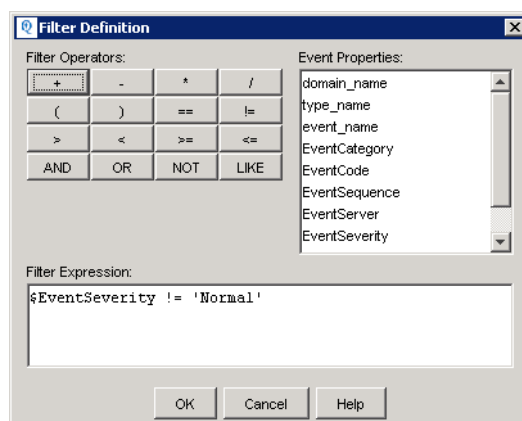 Filter Definition
Filter Operators:
+ - * /
( ) == !=
> < >= <=
AND OR NOT LIKE
Event Properties:
domain_name
type_name
event_name
EventCategory
EventCode
EventSequence
EventServer
EventSeverity
Filter Expression:
$EventSeverity != 'Normal'
OK Cancel Help